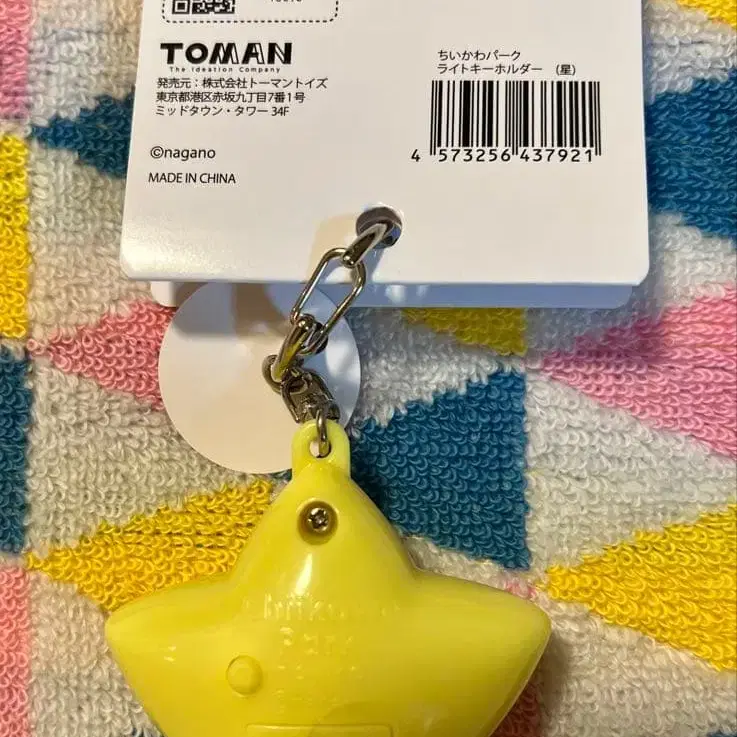 TOMAN
The Ideation Company
発売元：株式会社トーマントイズ
東京都港区赤坂九丁目7番1号
ミッドタウン・タワー 34F
©nagano
MADE IN CHINA
ちいかわパーク
ライトキーホルダー （星）
4 573256 437921
Chiikawa
Park